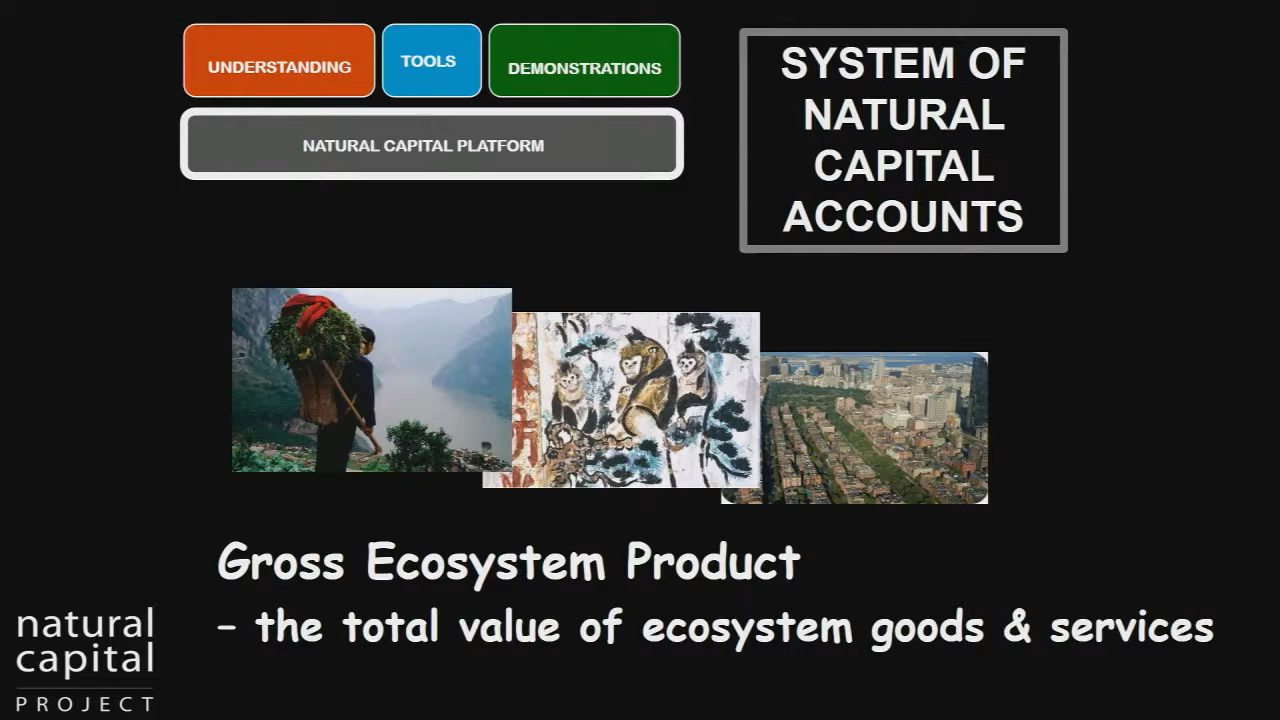 UNDERSTANDING
TOOLS
DEMONSTRATIONS
NATURAL CAPITAL PLATFORM
SYSTEM OF
NATURAL
CAPITAL
ACCOUNTS
Gross Ecosystem Product
- the total value of ecosystem goods & services
natural
capital
PROJECT